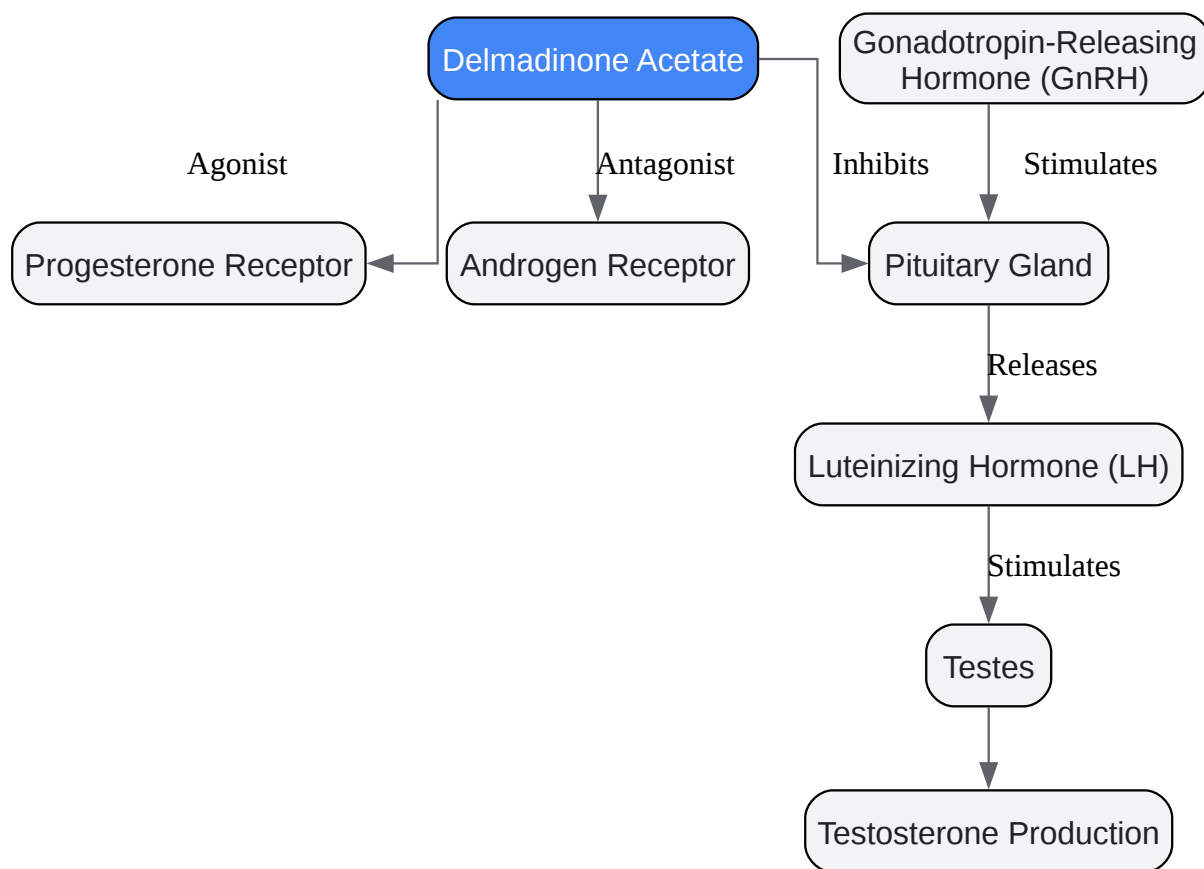 Delmadinone Acetate
Gonadotropin-Releasing
Hormone (GnRH)
Agonist
Antagonist
Inhibits
Stimulates
Progesterone Receptor
Androgen Receptor
Pituitary Gland
Releases
Luteinizing Hormone (LH)
Stimulates
Testes
Testosterone Production